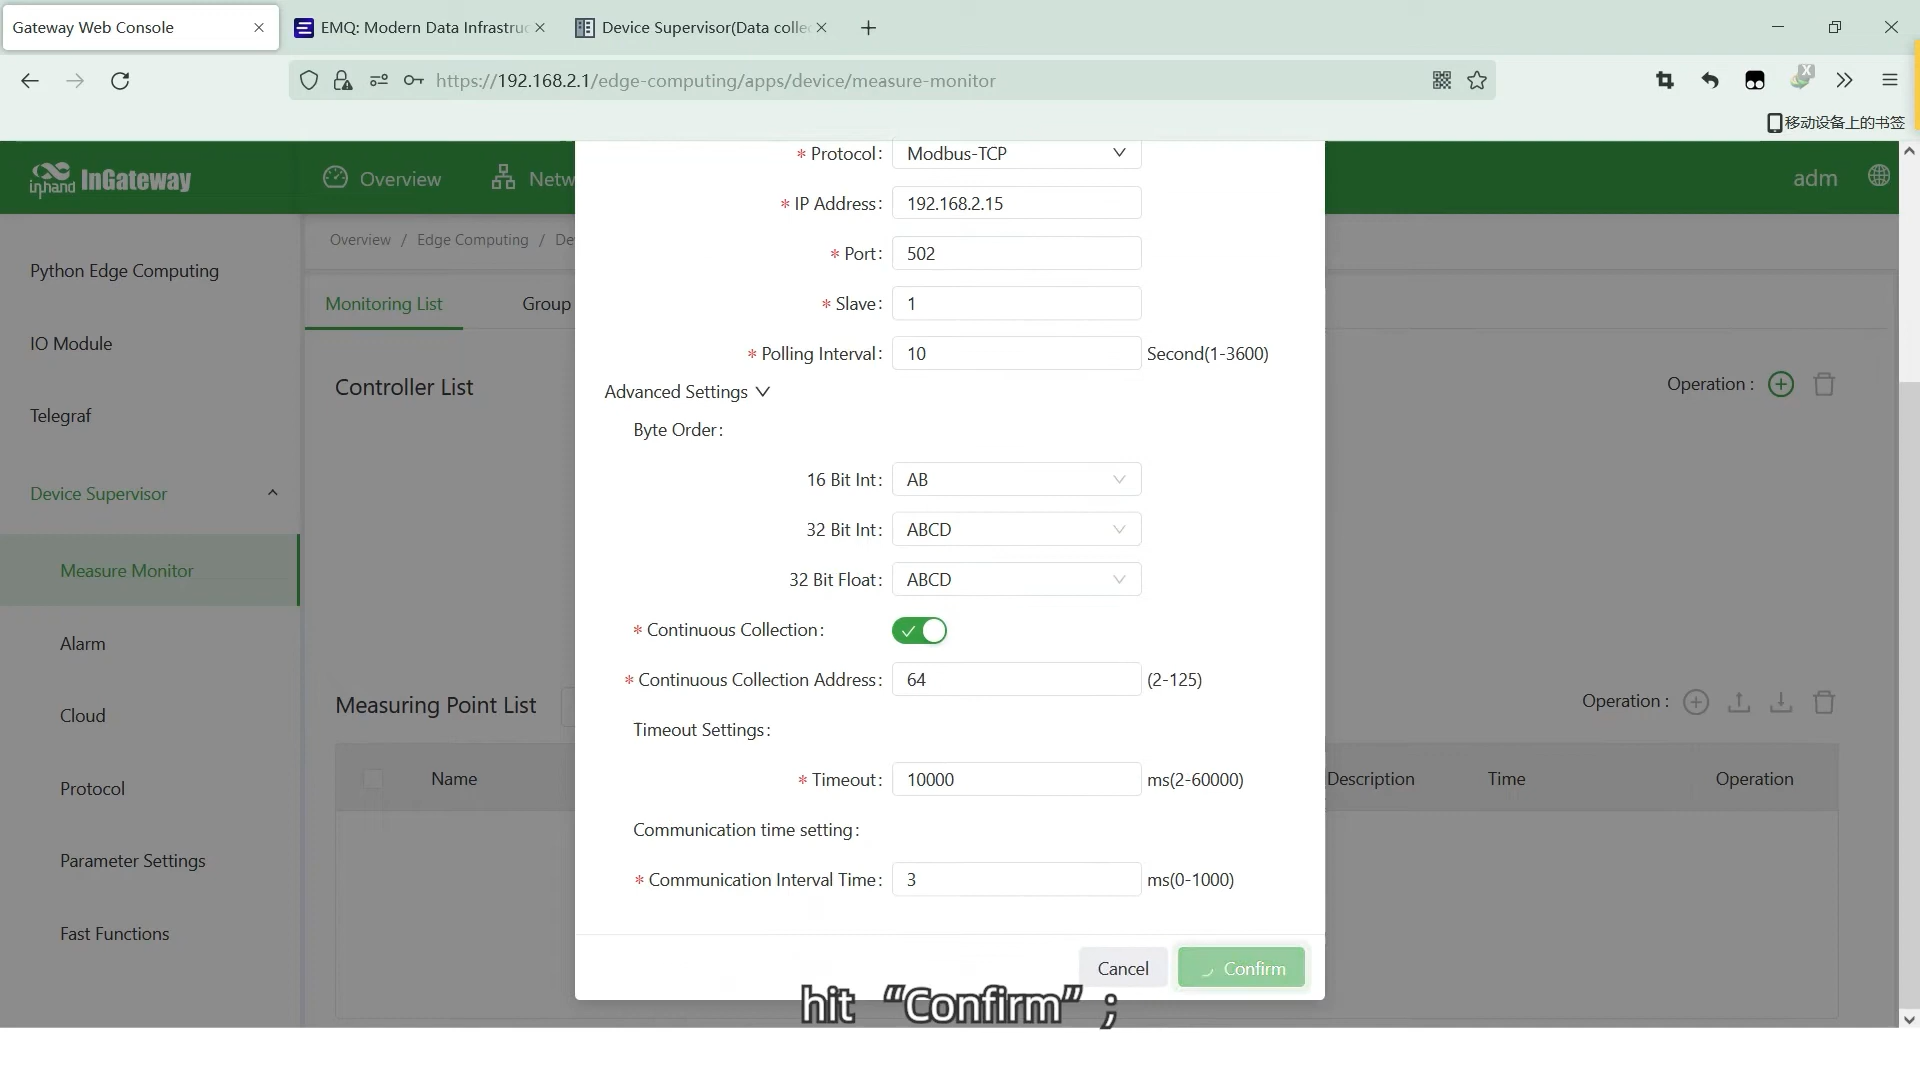 Gateway Web Console
EMQ: Modern Data Infrastruc
Device Supervisor(Data collec
https://192.168.2.1/edge-computing/apps/device/measure-monitor
移动设备上的书签
inhand InGateway
Overview
Netw
adm
Overview / Edge Computing / De
Python Edge Computing
IO Module
Telegraf
Device Supervisor
Measure Monitor
Alarm
Cloud
Protocol
Parameter Settings
Fast Functions
Monitoring List
Group
Controller List
Operation :
Measuring Point List
Operation :
Name
Description
Time
Operation
* Protocol: Modbus-TCP
* IP Address: 192.168.2.15
* Port: 502
* Slave: 1
* Polling Interval: 10 Second(1-3600)
Advanced Settings
Byte Order:
16 Bit Int: AB
32 Bit Int: ABCD
32 Bit Float: ABCD
* Continuous Collection:
* Continuous Collection Address: 64 (2-125)
Timeout Settings:
* Timeout: 10000 ms(2-60000)
Communication time setting:
* Communication Interval Time: 3 ms(0-1000)
Cancel
Confirm
hit “Confirm” ;